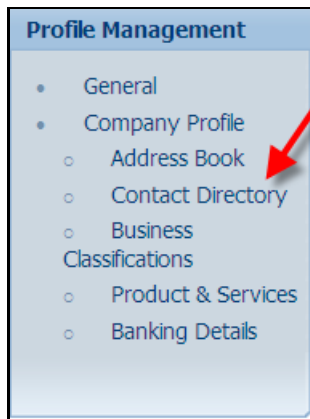 Profile Management
General
Company Profile
Address Book
Contact Directory
Business
Classifications
Product & Services
Banking Details